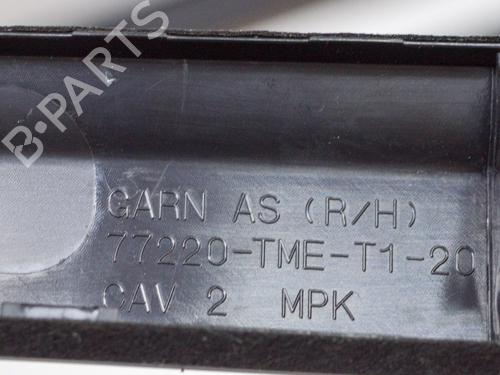 B-PARTS
GARN AS (R/H)
77220-TME-T1-20
CAV 2 MPK